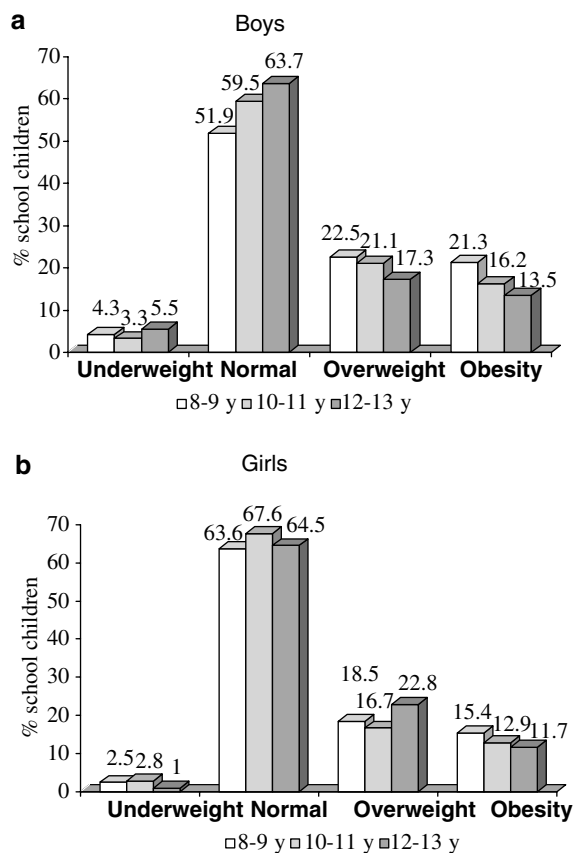 a Boys
% school children
70
60
50
40
30
20
10
0
4.3 3.3 5.5
51.9 59.5 63.7
22.5 21.1 17.3
21.3 16.2 13.5
Underweight Normal Overweight Obesity
8-9 y 10-11 y 12-13 y
b Girls
% school children
70
60
50
40
30
20
10
0
2.5 2.8 1
63.6 67.6 64.5
18.5 16.7 22.8
15.4 12.9 11.7
Underweight Normal Overweight Obesity
8-9 y 10-11 y 12-13 y